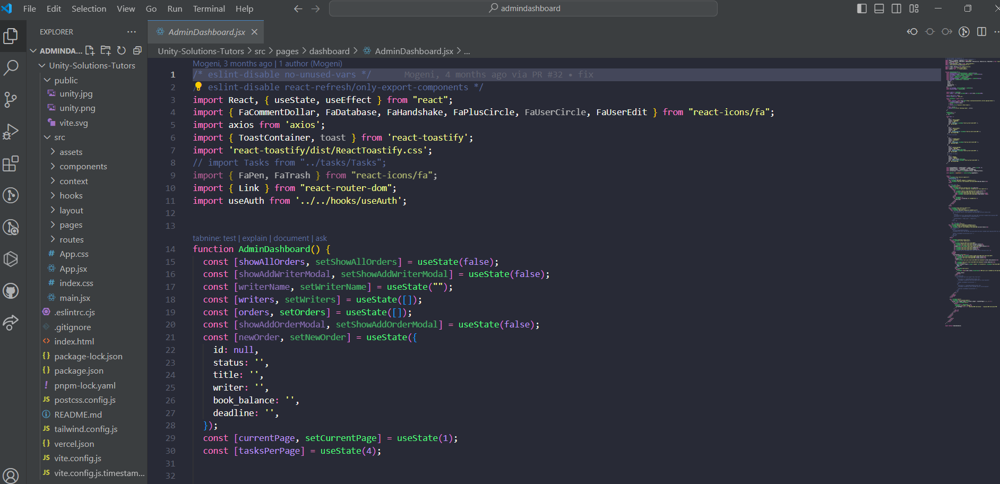 File Edit Selection View Go Run Terminal Help
admindashboard
EXPLORER
AdminDashboard.jsx
ADMINDA...
Unity-Solutions-Tutors
public
unity.jpg
unity.png
vite.svg
src
assets
components
context
hooks
layout
pages
routes
App.css
App.jsx
index.css
main.jsx
.eslintrc.cjs
.gitignore
index.html
package-lock.json
package.json
pnpm-lock.yaml
postcss.config.js
README.md
tailwind.config.js
vercel.json
vite.config.js
vite.config.js.timestam...
Unity-Solutions-Tutors > src > pages > dashboard > AdminDashboard.jsx > ...
Mogeni, 3 months ago | 1 author (Mogeni)
1 /* eslint-disable no-unused-vars */ Mogeni, 4 months ago via PR #32 • fix
2 /* eslint-disable react-refresh/only-export-components */
3 import React, { useState, useEffect } from "react";
4 import { FaCommentDollar, FaDatabase, FaHandshake, FaPlusCircle, FaUserCircle, FaUserEdit } from "react-icons/fa";
5 import axios from 'axios';
6 import { ToastContainer, toast } from 'react-toastify';
7 import 'react-toastify/dist/ReactToastify.css';
8 // import Tasks from "../tasks/Tasks";
9 import { FaPen, FaTrash } from "react-icons/fa";
10 import { Link } from "react-router-dom";
11 import useAuth from '../../hooks/useAuth';
12
13
tabnine: test | explain | document | ask
14 function AdminDashboard() {
15 const [showAllOrders, setShowAllOrders] = useState(false);
16 const [showAddWriterModal, setShowAddWriterModal] = useState(false);
17 const [writerName, setWriterName] = useState("");
18 const [writers, setWriters] = useState([]);
19 const [orders, setOrders] = useState([]);
20 const [showAddOrderModal, setShowAddOrderModal] = useState(false);
21 const [newOrder, setNewOrder] = useState({
22 id: null,
23 status: '',
24 title: '',
25 writer: '',
26 book_balance: '',
27 deadline: '',
28 });
29 const [currentPage, setCurrentPage] = useState(1);
30 const [tasksPerPage] = useState(4);
31
32